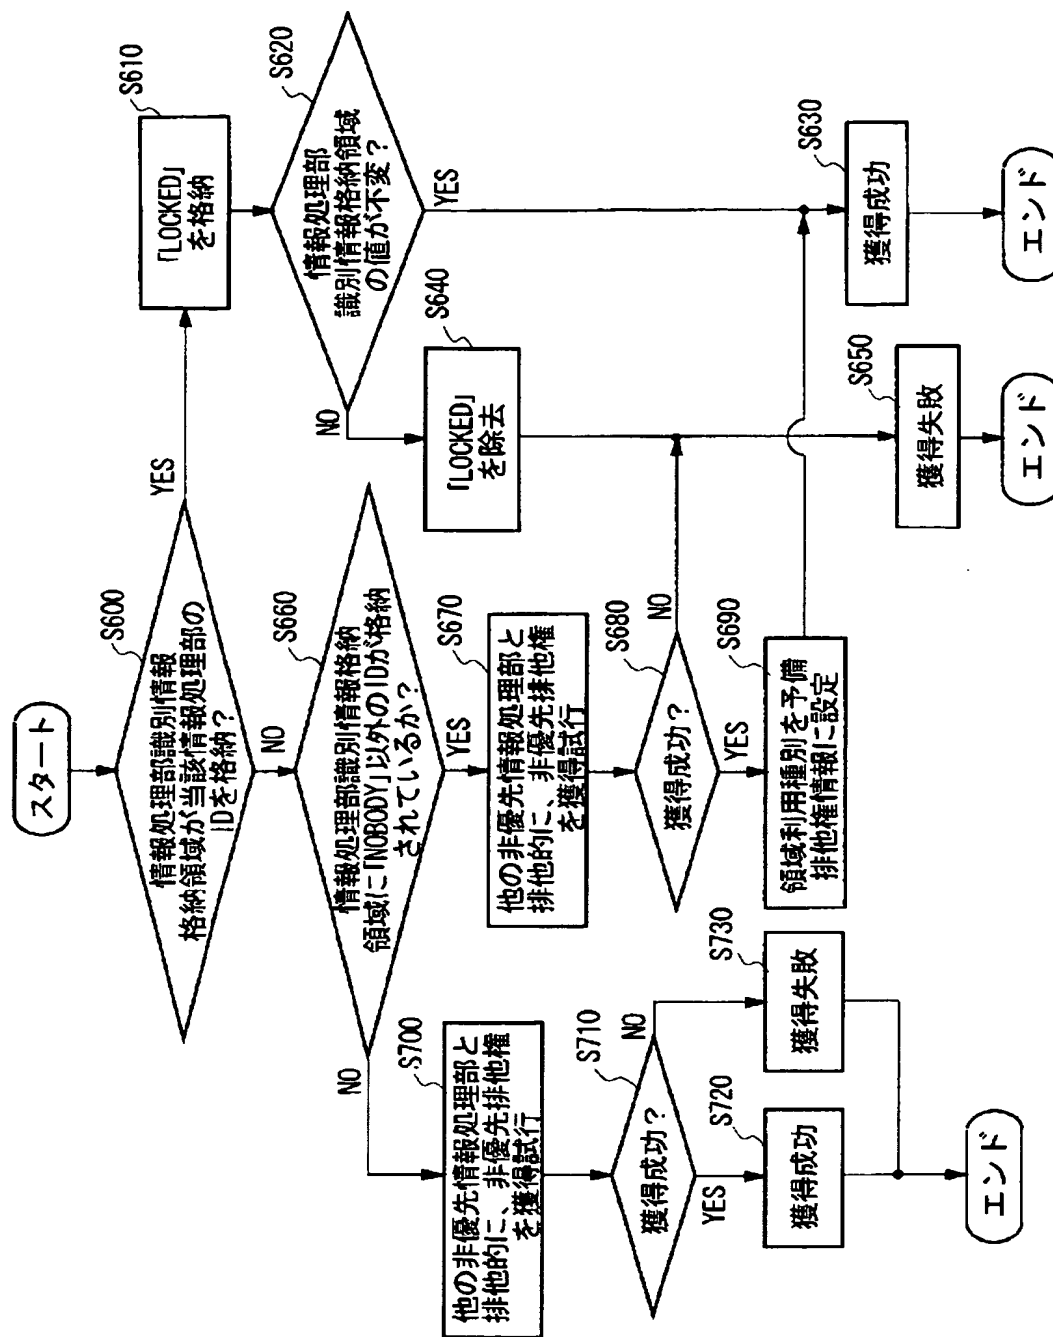 スタート
S600
情報処理部識別情報
格納領域が当該情報処理部の
IDを格納?
YES
NO
S610
「LOCKED」
を格納
S620
情報処理部
識別情報格納領域
の値が不変?
YES
NO
S630
獲得成功
エンド
S640
「LOCKED」
を除去
S650
獲得失敗
エンド
S660
情報処理部識別情報格納
領域に「NOBODY」以外のIDが格納
されているか?
YES
NO
S670
他の非優先情報処理部と
排他的に、非優先排他権
を獲得試行
S680
獲得成功?
NO
YES
S690
領域利用種別を予備
排他権情報に設定
S700
他の非優先情報処理部と
排他的に、非優先排他権
を獲得試行
S710
獲得成功?
NO
YES
S720
獲得成功
S730
獲得失敗
エンド